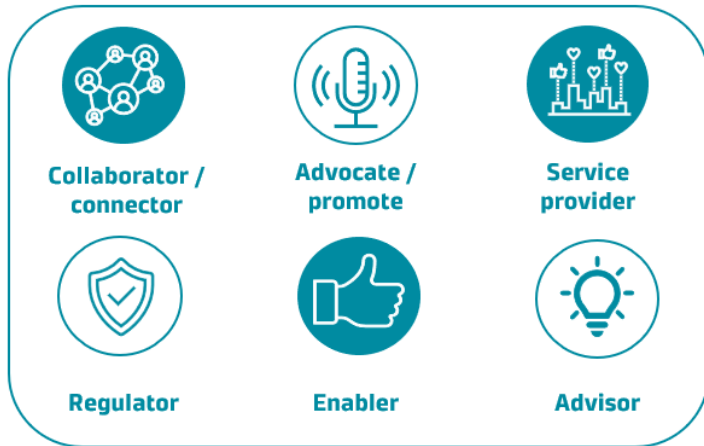 Collaborator /
connector
Advocate /
promote
Service
provider
Regulator
Enabler
Advisor